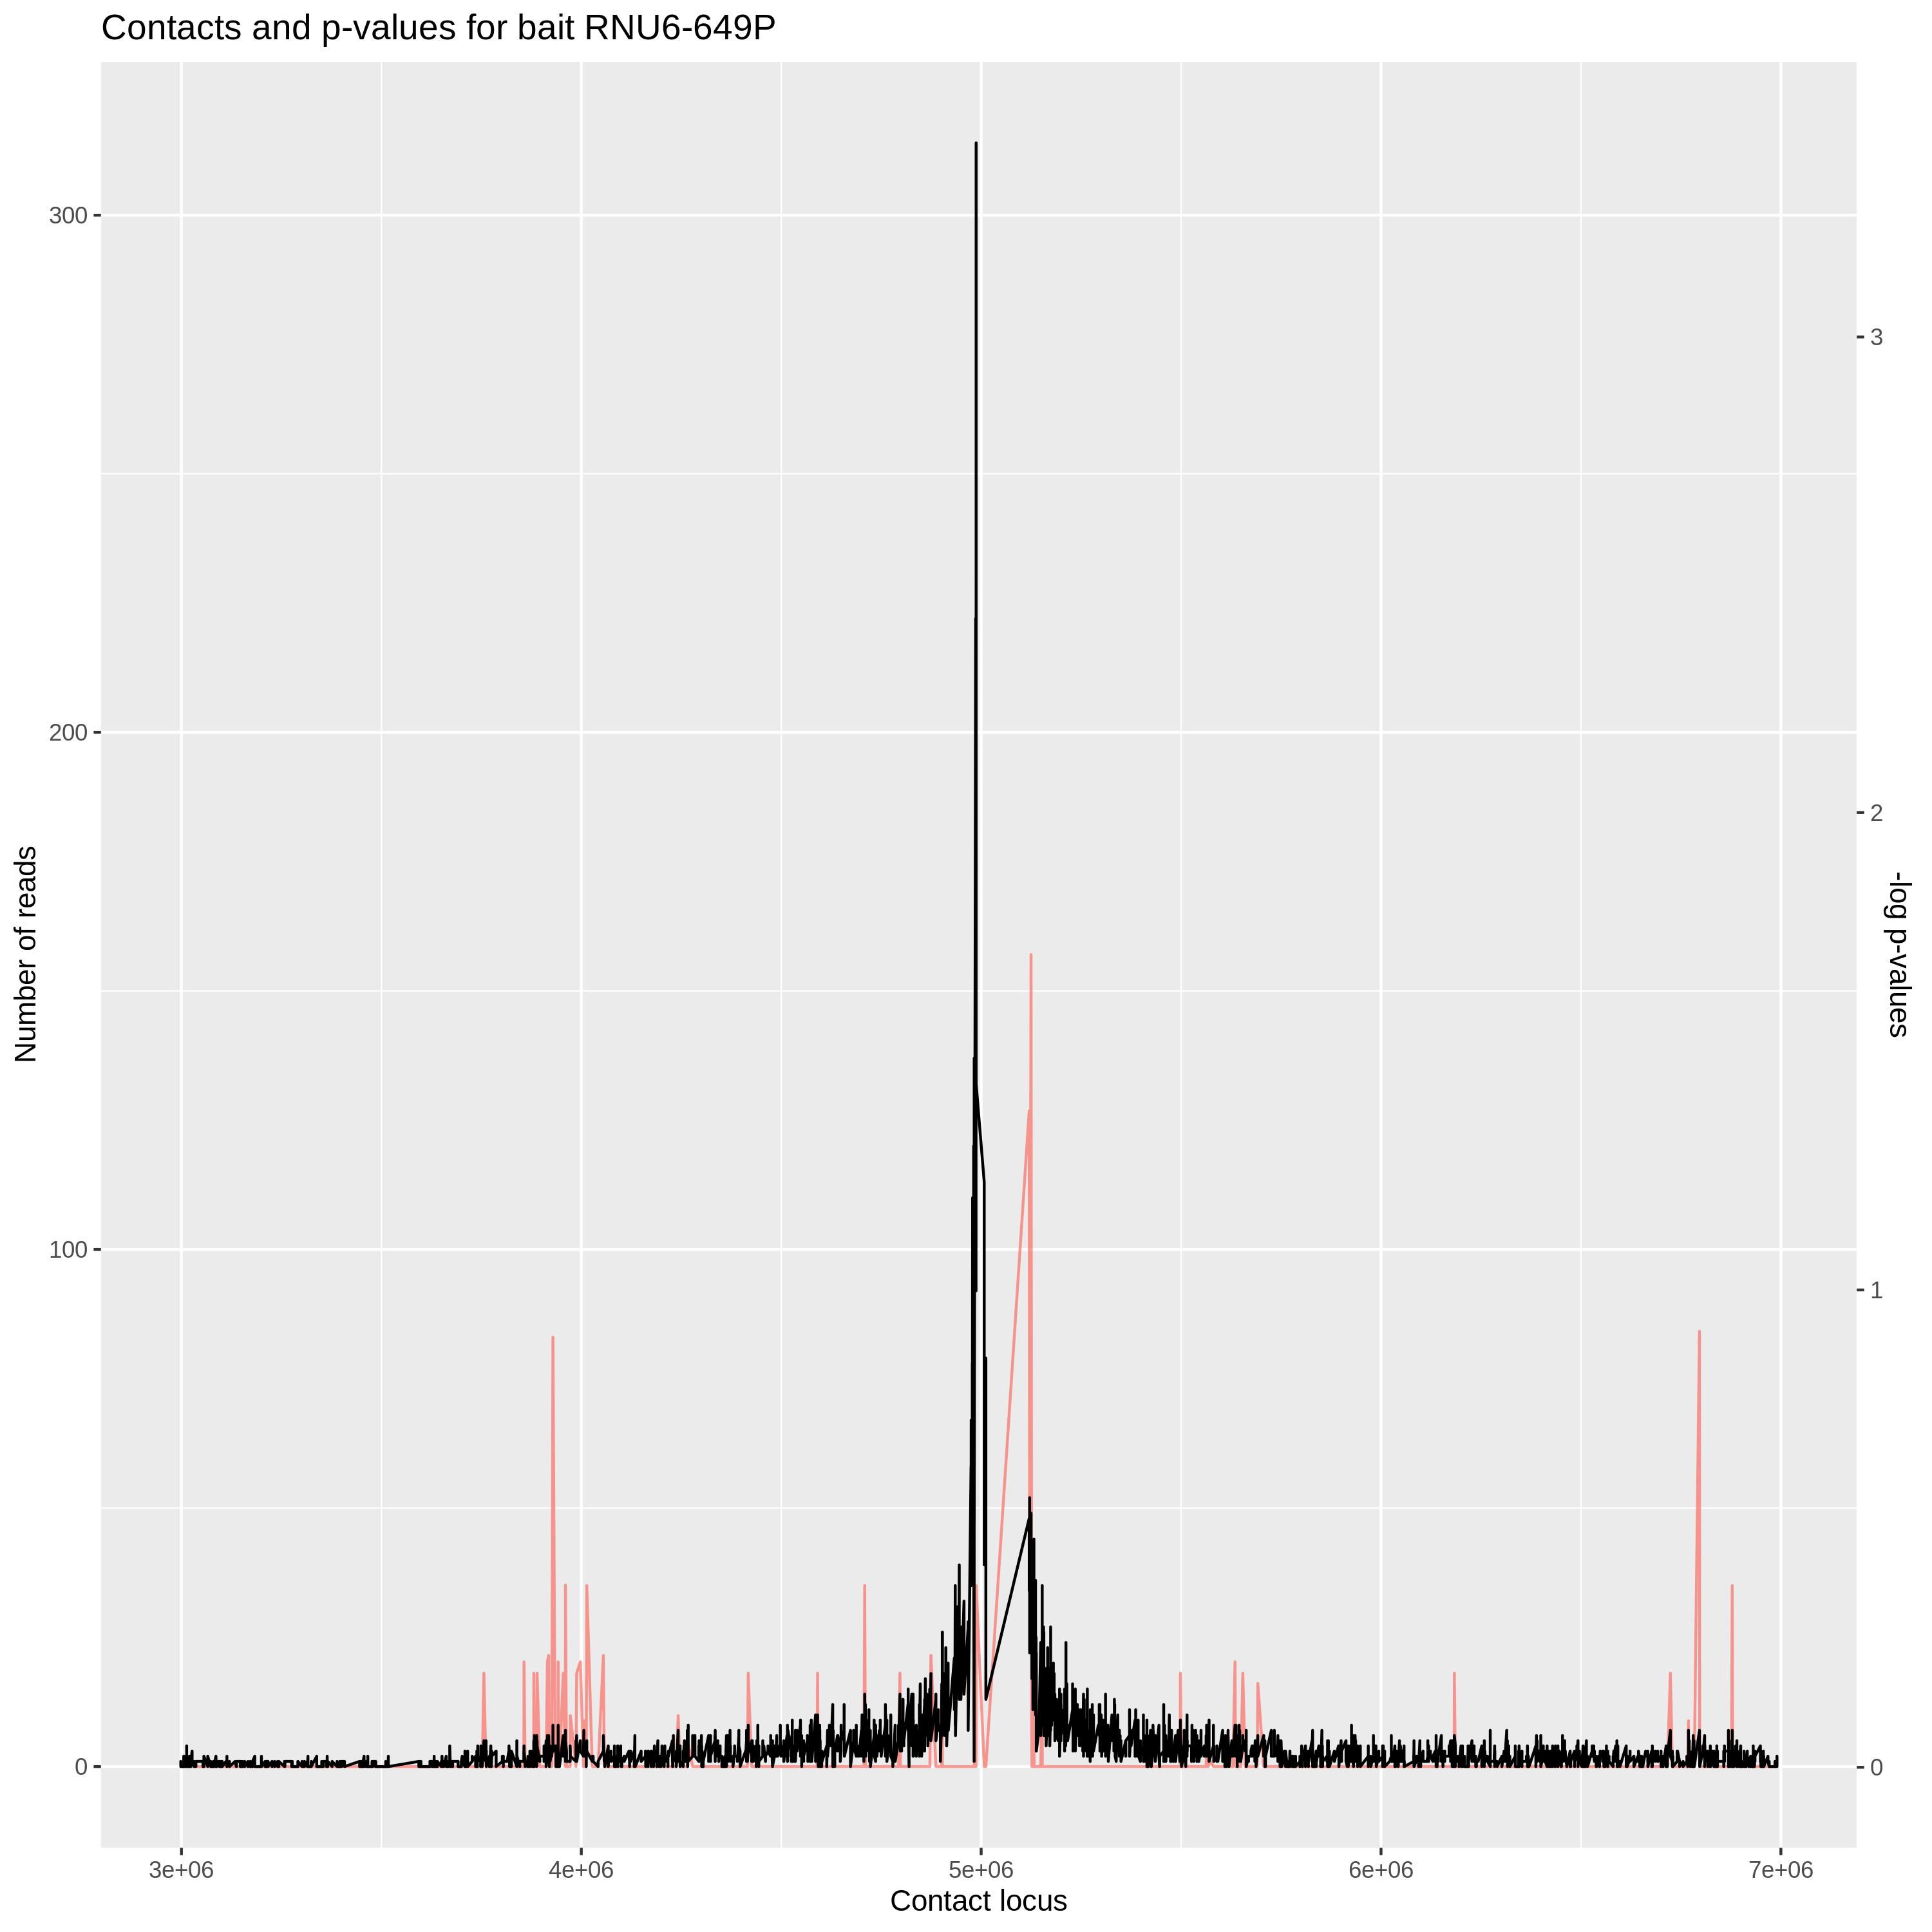 Contacts and p-values for bait RNU6-649P
300
200
100
0
Number of reads
3
2
1
0
-log p-values
3e+06 4e+06 5e+06 6e+06 7e+06
Contact locus